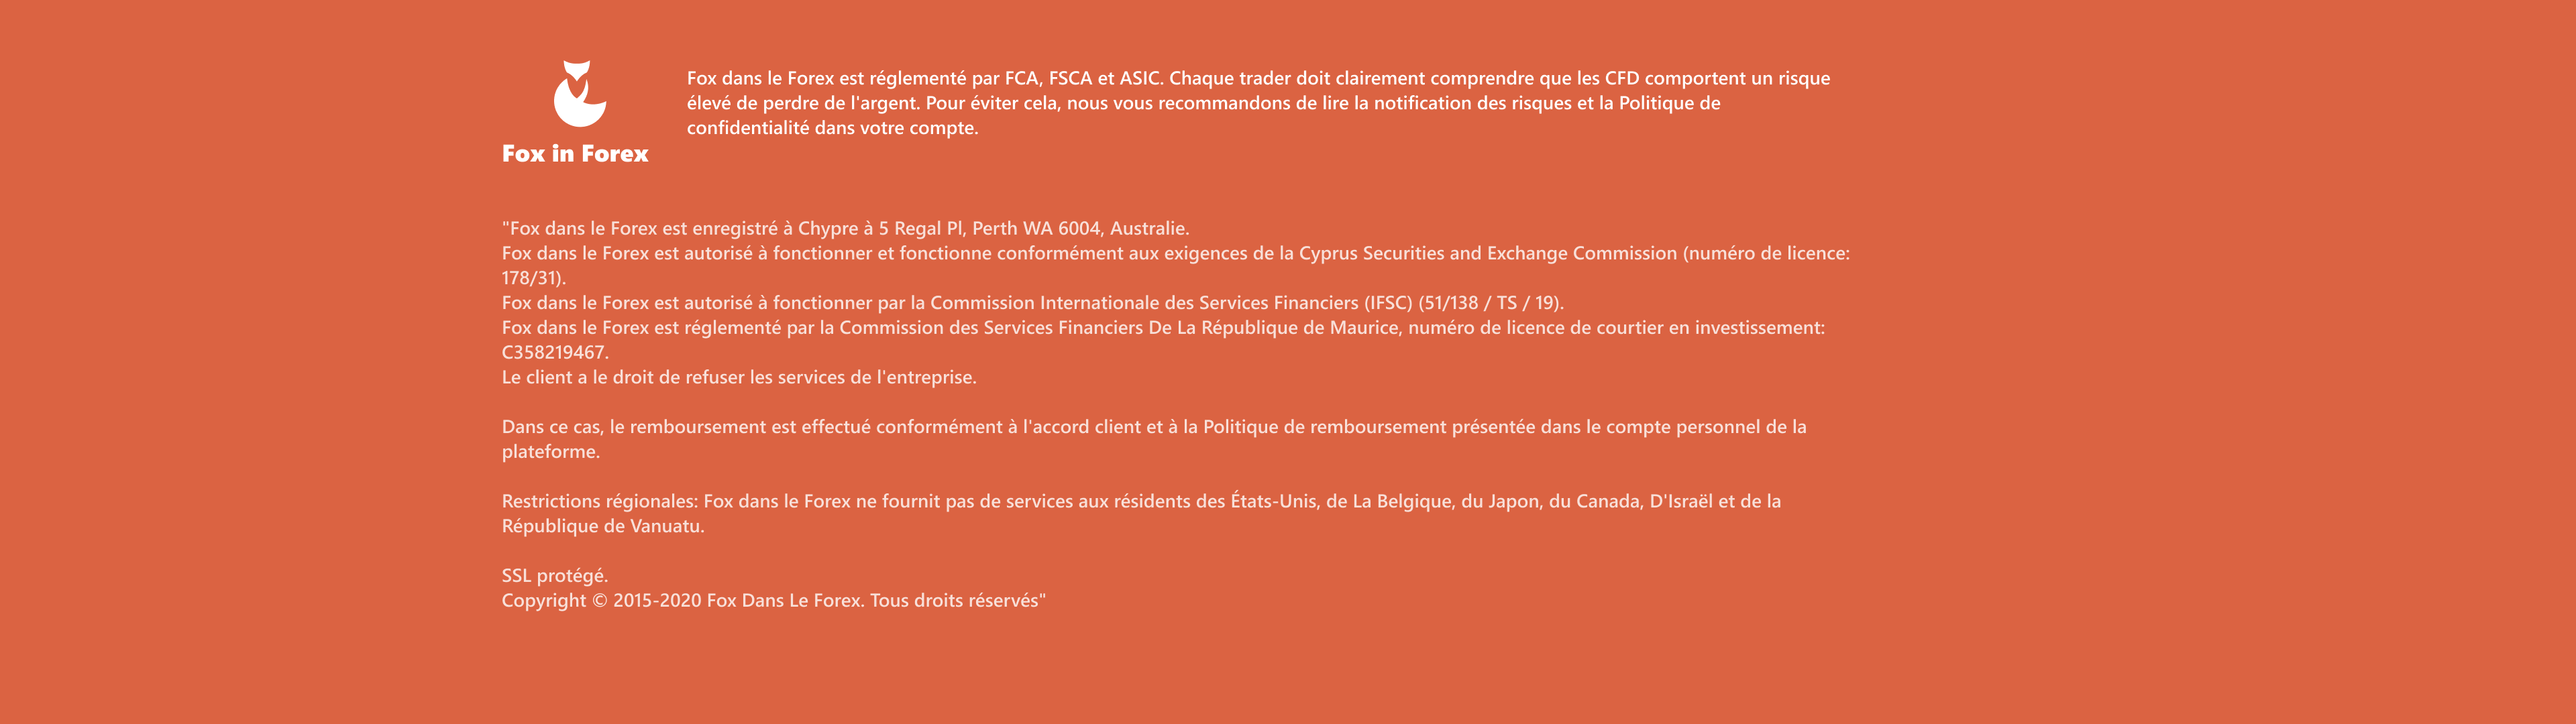 Fox in Forex
Fox dans le Forex est réglementé par FCA, FSCA et ASIC. Chaque trader doit clairement comprendre que les CFD comportent un risque
élevé de perdre de l'argent. Pour éviter cela, nous vous recommandons de lire la notification des risques et la Politique de
confidentialité dans votre compte.
"Fox dans le Forex est enregistré à Chypre à 5 Regal Pl, Perth WA 6004, Australie.
Fox dans le Forex est autorisé à fonctionner et fonctionne conformément aux exigences de la Cyprus Securities and Exchange Commission (numéro de licence:
178/31).
Fox dans le Forex est autorisé à fonctionner par la Commission Internationale des Services Financiers (IFSC) (51/138 / TS / 19).
Fox dans le Forex est réglementé par la Commission des Services Financiers De La République de Maurice, numéro de licence de courtier en investissement:
C358219467.
Le client a le droit de refuser les services de l'entreprise.
Dans ce cas, le remboursement est effectué conformément à l'accord client et à la Politique de remboursement présentée dans le compte personnel de la
plateforme.
Restrictions régionales: Fox dans le Forex ne fournit pas de services aux résidents des États-Unis, de La Belgique, du Japon, du Canada, D'Israël et de la
République de Vanuatu.
SSL protégé.
Copyright © 2015-2020 Fox Dans Le Forex. Tous droits réservés"